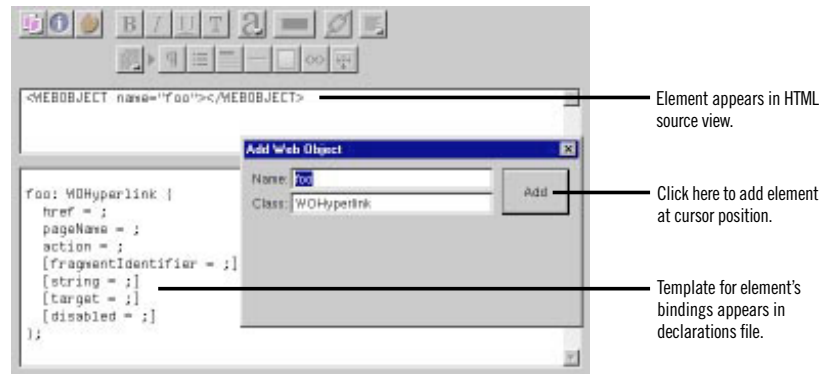 B I U T a
<WEBOBJECT name="foo"></WEBOBJECT>
Element appears in HTML
source view.
Add Web Object
Name: foo
Add
Class: WOHyperlink
Click here to add element
at cursor position.
foo: WOHyperlink {
href = ;
pageName = ;
action = ;
[fragmentIdentifier = ;]
[string = ;]
[target = ;]
[disabled = ;]
};
Template for element's
bindings appears in
declarations file.